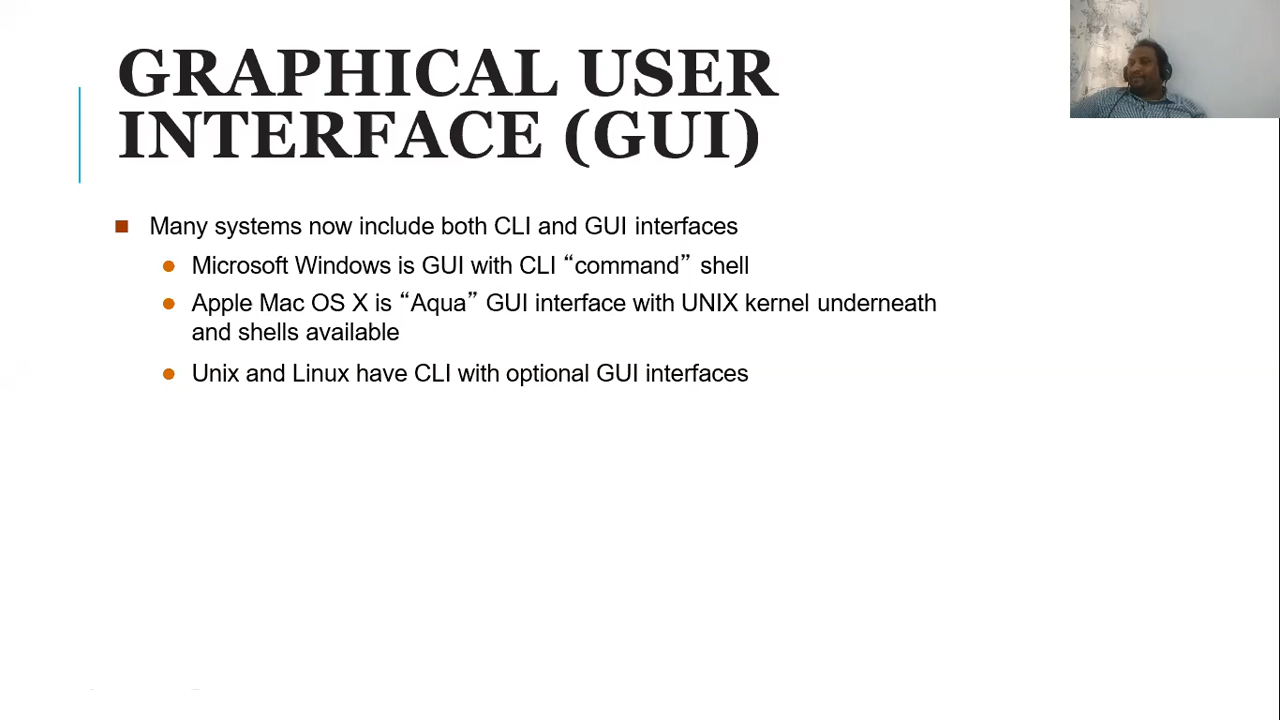 GRAPHICAL USER
INTERFACE (GUI)
Many systems now include both CLI and GUI interfaces
Microsoft Windows is GUI with CLI “command” shell
Apple Mac OS X is “Aqua” GUI interface with UNIX kernel underneath
and shells available
Unix and Linux have CLI with optional GUI interfaces